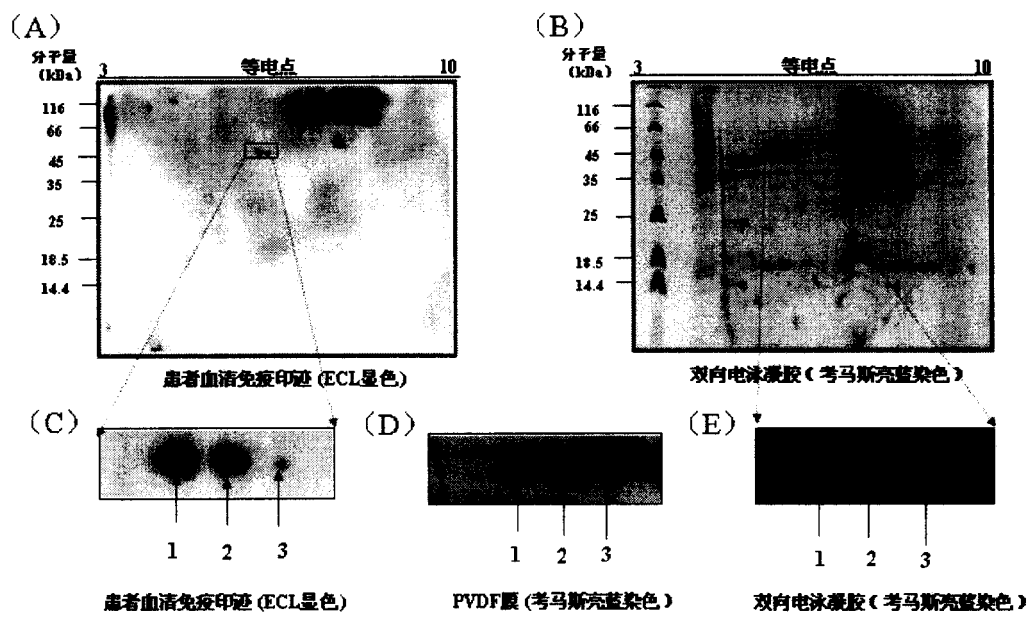 (A)
分子量
(kDa)
3 等电点 10
116
66
45
35
25
18.5
14.4
患者血清免疫印迹 (ECL显色)
(B)
分子量
(kDa)
3 等电点 10
116
66
45
35
25
18.5
14.4
双向电泳凝胶 (考马斯亮蓝染色)
(C)
1 2 3
患者血清免疫印迹 (ECL显色)
(D)
1 2 3
PVDF膜 (考马斯亮蓝染色)
(E)
1 2 3
双向电泳凝胶 (考马斯亮蓝染色)